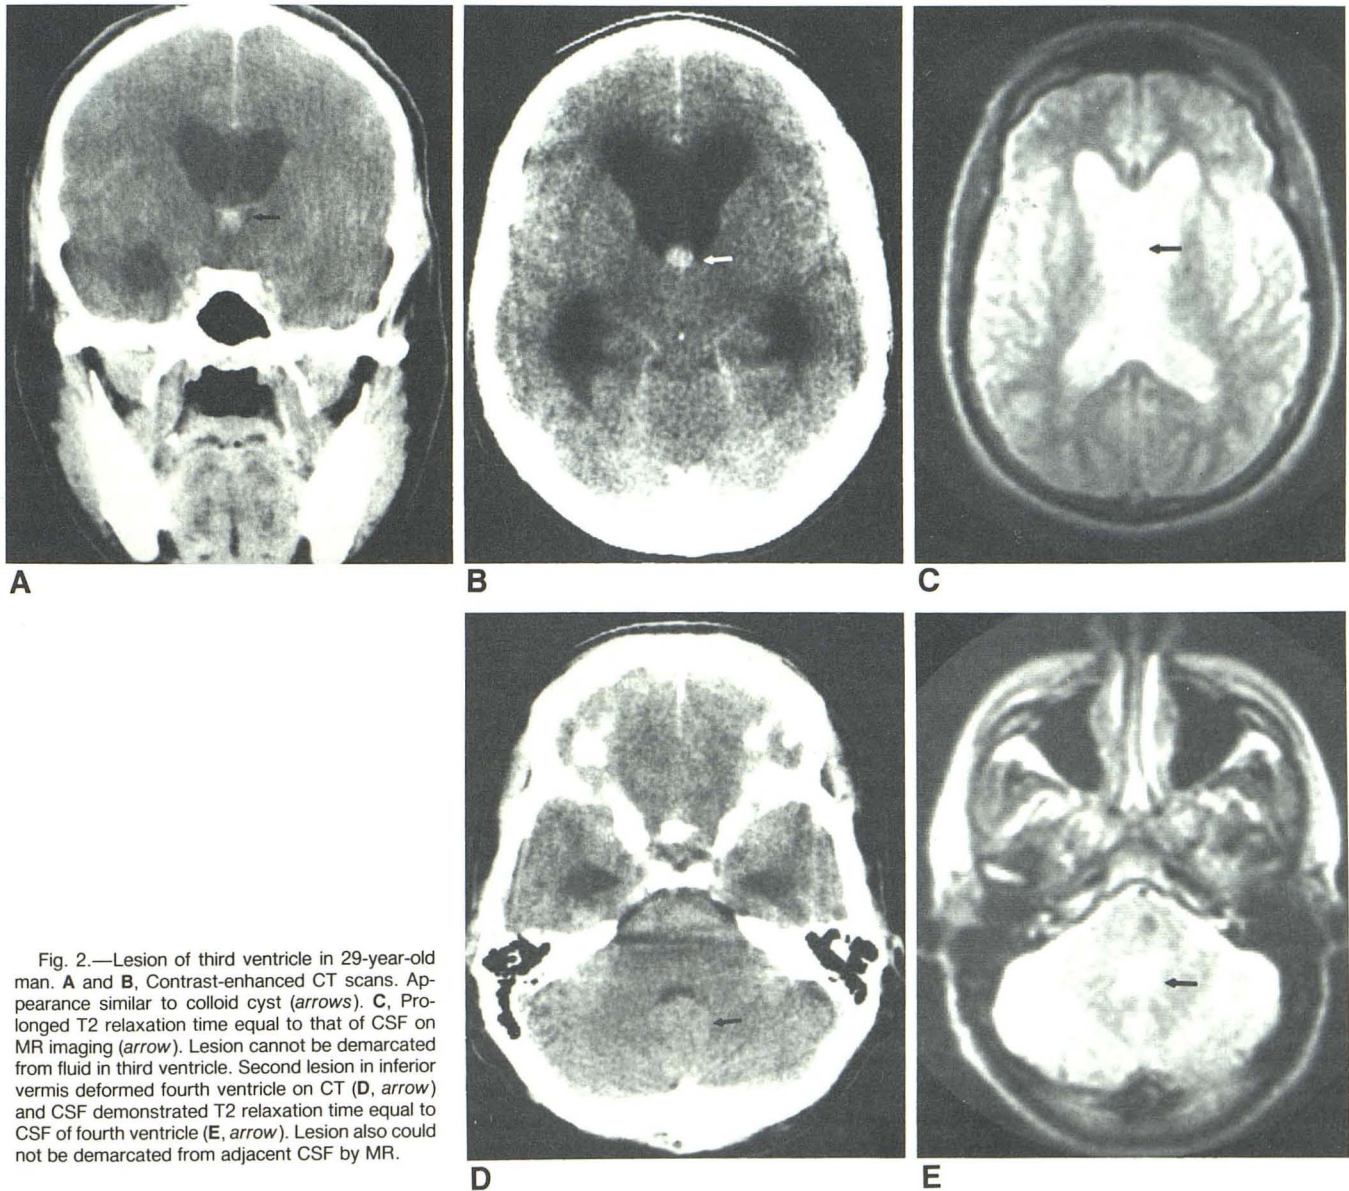 A
B
C
Fig. 2.—Lesion of third ventricle in 29-year-old
man. A and B, Contrast-enhanced CT scans. Ap-
pearance similar to colloid cyst (arrows). C, Pro-
longed T2 relaxation time equal to that of CSF on
MR imaging (arrow). Lesion cannot be demarcated
from fluid in third ventricle. Second lesion in inferior
vermis deformed fourth ventricle on CT (D, arrow)
and CSF demonstrated T2 relaxation time equal to
CSF of fourth ventricle (E, arrow). Lesion also could
not be demarcated from adjacent CSF by MR.
D
E